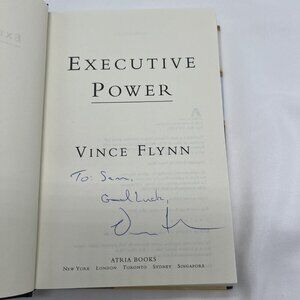 EXECUTIVE
POWER
VINCE FLYNN
To: Sam,
Good Luck,
ATRIA BOOKS
NEW YORK LONDON TORONTO SYDNEY SINGAPORE